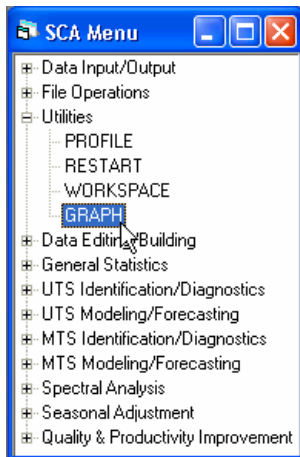 SCA Menu
Data Input/Output
File Operations
Utilities
PROFILE
RESTART
WORKSPACE
GRAPH
Data Editing/Building
General Statistics
UTS Identification/Diagnostics
UTS Modeling/Forecasting
MTS Identification/Diagnostics
MTS Modeling/Forecasting
Spectral Analysis
Seasonal Adjustment
Quality & Productivity Improvement